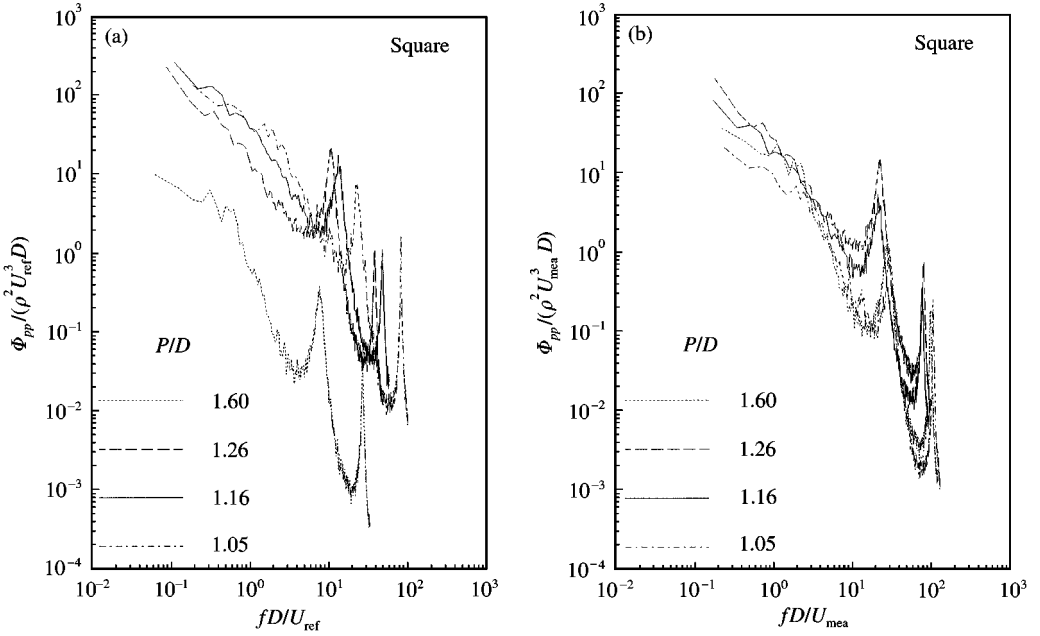 (a)
Square
10³
10²
10¹
10⁰
10⁻¹
10⁻²
10⁻³
10⁻⁴
Φpp/(ρ²U³ref D)
P/D
1.60
1.26
1.16
1.05
10⁻² 10⁻¹ 10⁰ 10¹ 10² 10³
fD/Uref
(b)
Square
10³
10²
10¹
10⁰
10⁻¹
10⁻²
10⁻³
10⁻⁴
Φpp/(ρ²U³mea D)
P/D
1.60
1.26
1.16
1.05
10⁻² 10⁻¹ 10⁰ 10¹ 10² 10³
fD/Umea